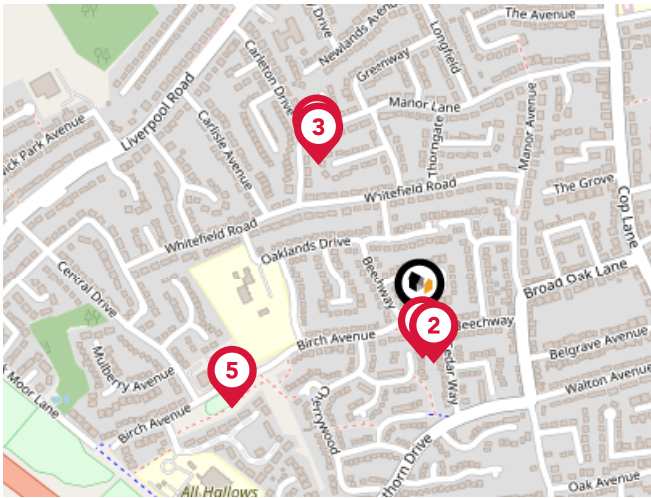 The Avenue
Drive
Newlands Avenue
Longfield
Carleton Drive
Greenway
Liverpool Road
Manor Lane
3
Thorngate
Manor Avenue
wick Park Avenue
Carlisle Avenue
Whitefield Road
The Grove
Cop Lane
Whitefield Road
Oaklands Drive
Beechway
Broad Oak Lane
Central Drive
2
Beechway
Birch Avenue
Belgrave Avenue
Mulberry Avenue
5
Cedar Way
Walton Avenue
k Moor Lane
Birch Avenue
Cherrywood
thorn Drive
All Hallows
Oak Avenue